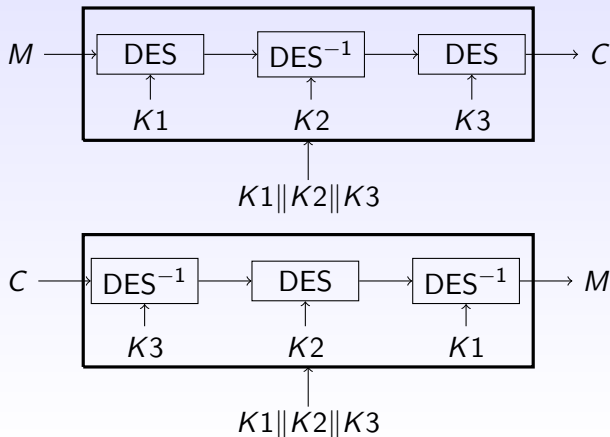 M DES DES⁻¹ DES C
K1 K2 K3
K1∥K2∥K3
C DES⁻¹ DES DES⁻¹ M
K3 K2 K1
K1∥K2∥K3